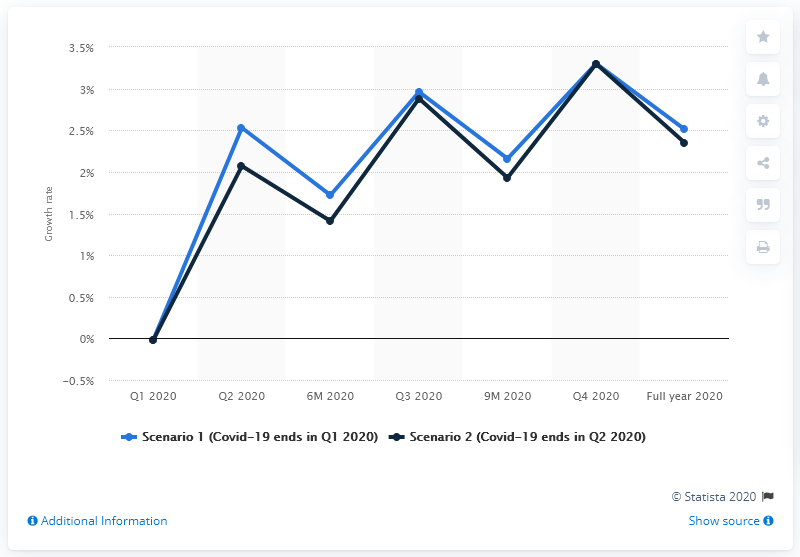 3.5%
3%
2.5%
2%
1.5%
1%
0.5%
0%
−0.5%
Growth rate
Q1 2020 Q2 2020 6M 2020 Q3 2020 9M 2020 Q4 2020 Full year 2020
Scenario 1 (Covid-19 ends in Q1 2020) Scenario 2 (Covid-19 ends in Q2 2020)
© Statista 2020
Additional Information Show source